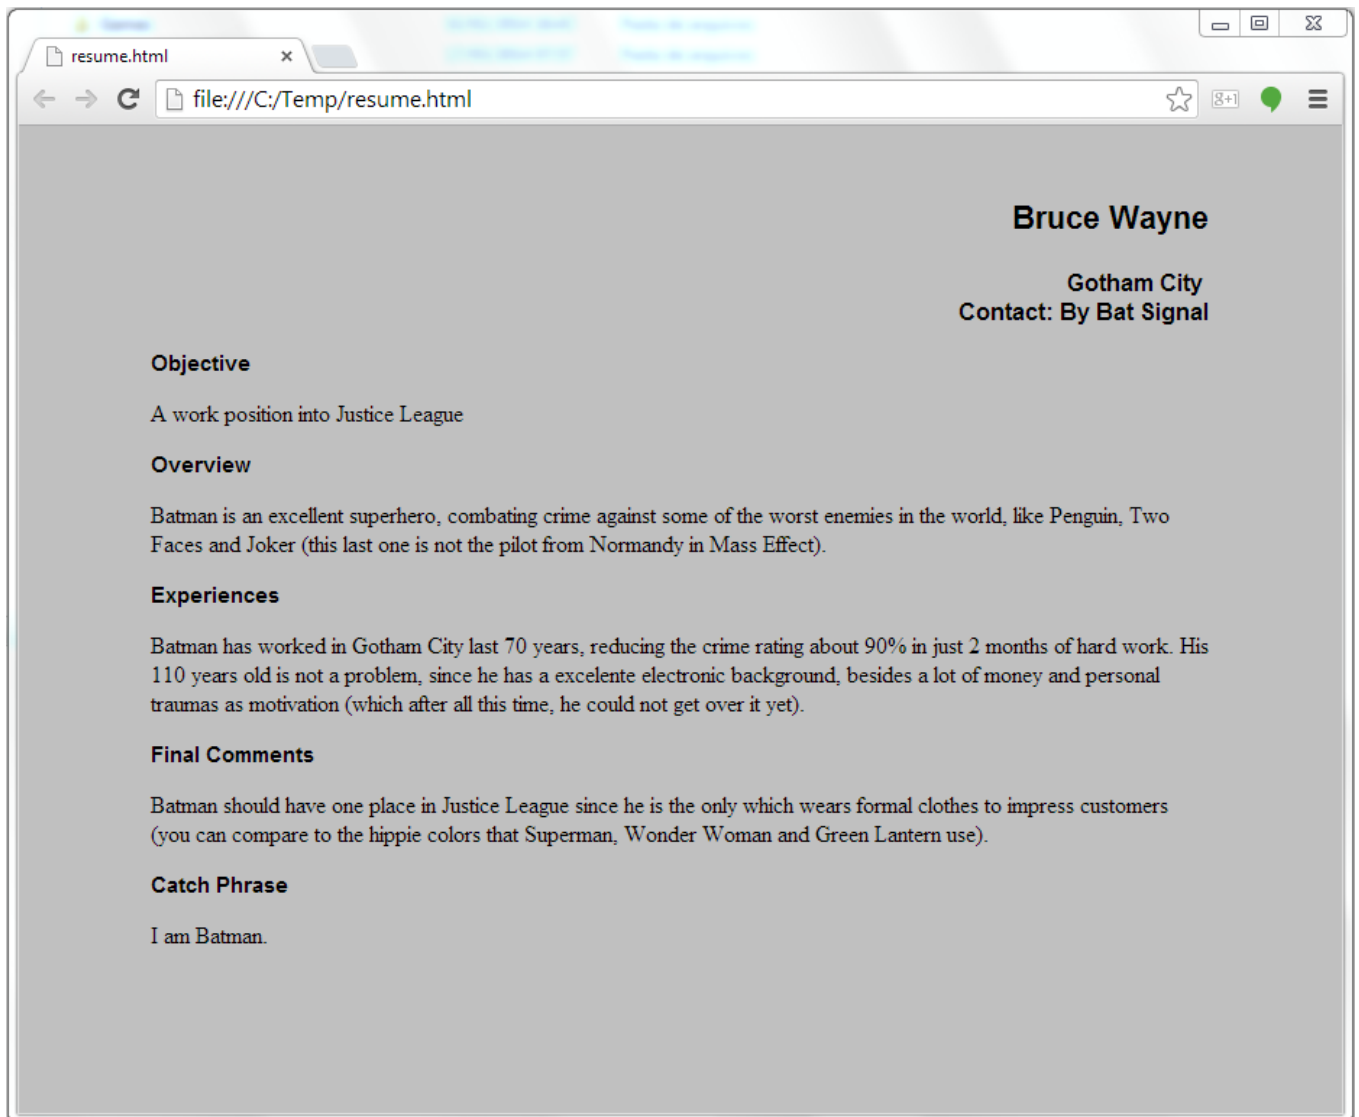 resume.html
file:///C:/Temp/resume.html
g+1
Bruce Wayne
Gotham City
Contact: By Bat Signal
Objective
A work position into Justice League
Overview
Batman is an excellent superhero, combating crime against some of the worst enemies in the world, like Penguin, Two
Faces and Joker (this last one is not the pilot from Normandy in Mass Effect).
Experiences
Batman has worked in Gotham City last 70 years, reducing the crime rating about 90% in just 2 months of hard work. His
110 years old is not a problem, since he has a excelente electronic background, besides a lot of money and personal
traumas as motivation (which after all this time, he could not get over it yet).
Final Comments
Batman should have one place in Justice League since he is the only which wears formal clothes to impress customers
(you can compare to the hippie colors that Superman, Wonder Woman and Green Lantern use).
Catch Phrase
I am Batman.